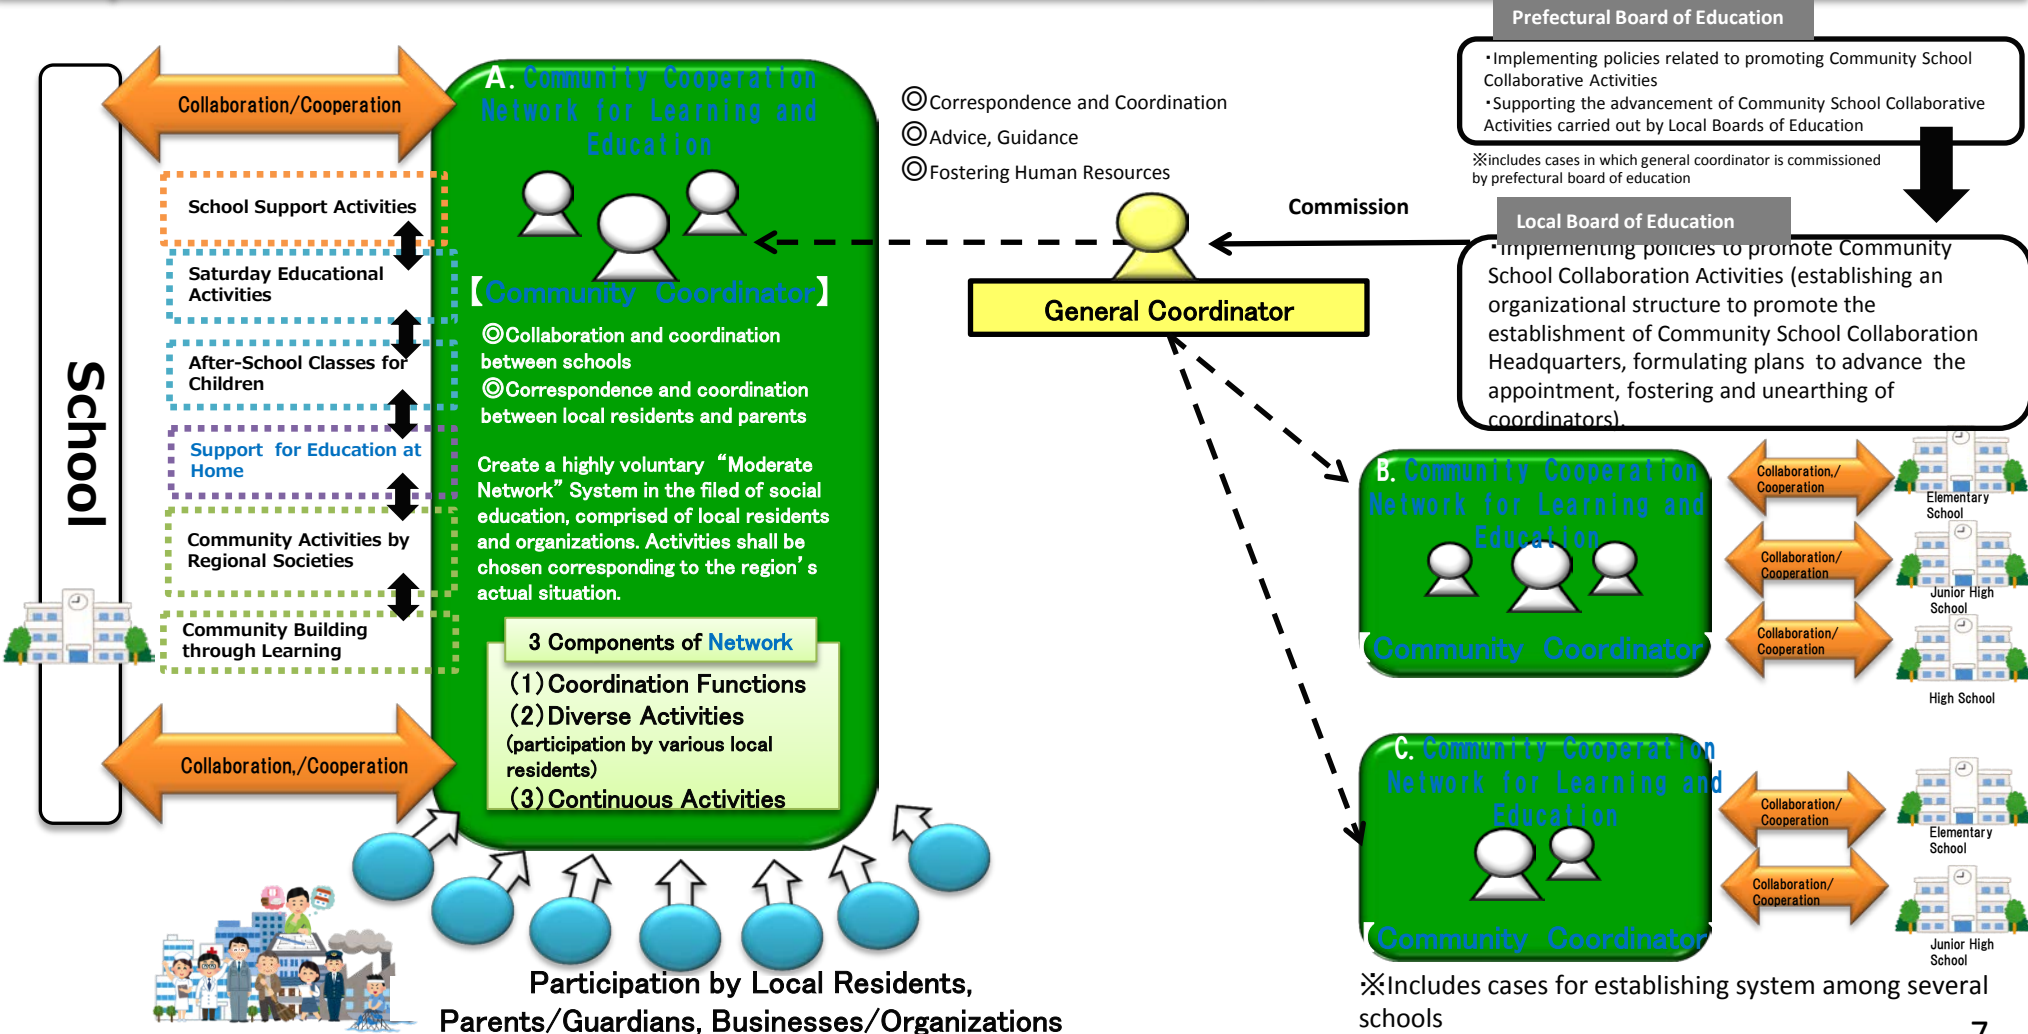 Prefectural Board of Education
・Implementing policies related to promoting Community School
Collaborative Activities
・Supporting the advancement of Community School Collaborative
Activities carried out by Local Boards of Education
※includes cases in which general coordinator is commissioned
by prefectural board of education
Local Board of Education
・Implementing policies to promote Community
School Collaboration Activities (establishing an
organizational structure to promote the
establishment of Community School Collaboration
Headquarters, formulating plans to advance the
appointment, fostering and unearthing of
coordinators).
Commission
◎Correspondence and Coordination
◎Advice, Guidance
◎Fostering Human Resources
General Coordinator
School
Collaboration/Cooperation
School Support Activities
Saturday Educational
Activities
After-School Classes for
Children
Support for Education at
Home
Community Activities by
Regional Societies
Community Building
through Learning
Collaboration,/Cooperation
A. Community Cooperation
Network for Learning and
Education
【Community Coordinator】
◎Collaboration and coordination
between schools
◎Correspondence and coordination
between local residents and parents
Create a highly voluntary “Moderate
Network” System in the filed of social
education, comprised of local residents
and organizations. Activities shall be
chosen corresponding to the region’s
actual situation.
3 Components of Network
(1)Coordination Functions
(2)Diverse Activities
(participation by various local
residents)
(3)Continuous Activities
Participation by Local Residents,
Parents/Guardians, Businesses/Organizations
B. Community Cooperation
Network for Learning and
Education
【Community Coordinator】
Collaboration,/
Cooperation
Elementary
School
Collaboration/
Cooperation
Junior High
School
Collaboration/
Cooperation
High School
C. Community Cooperation
Network for Learning and
Education
【Community Coordinator】
Collaboration/
Cooperation
Elementary
School
Collaboration/
Cooperation
Junior High
School
※Includes cases for establishing system among several
schools
7